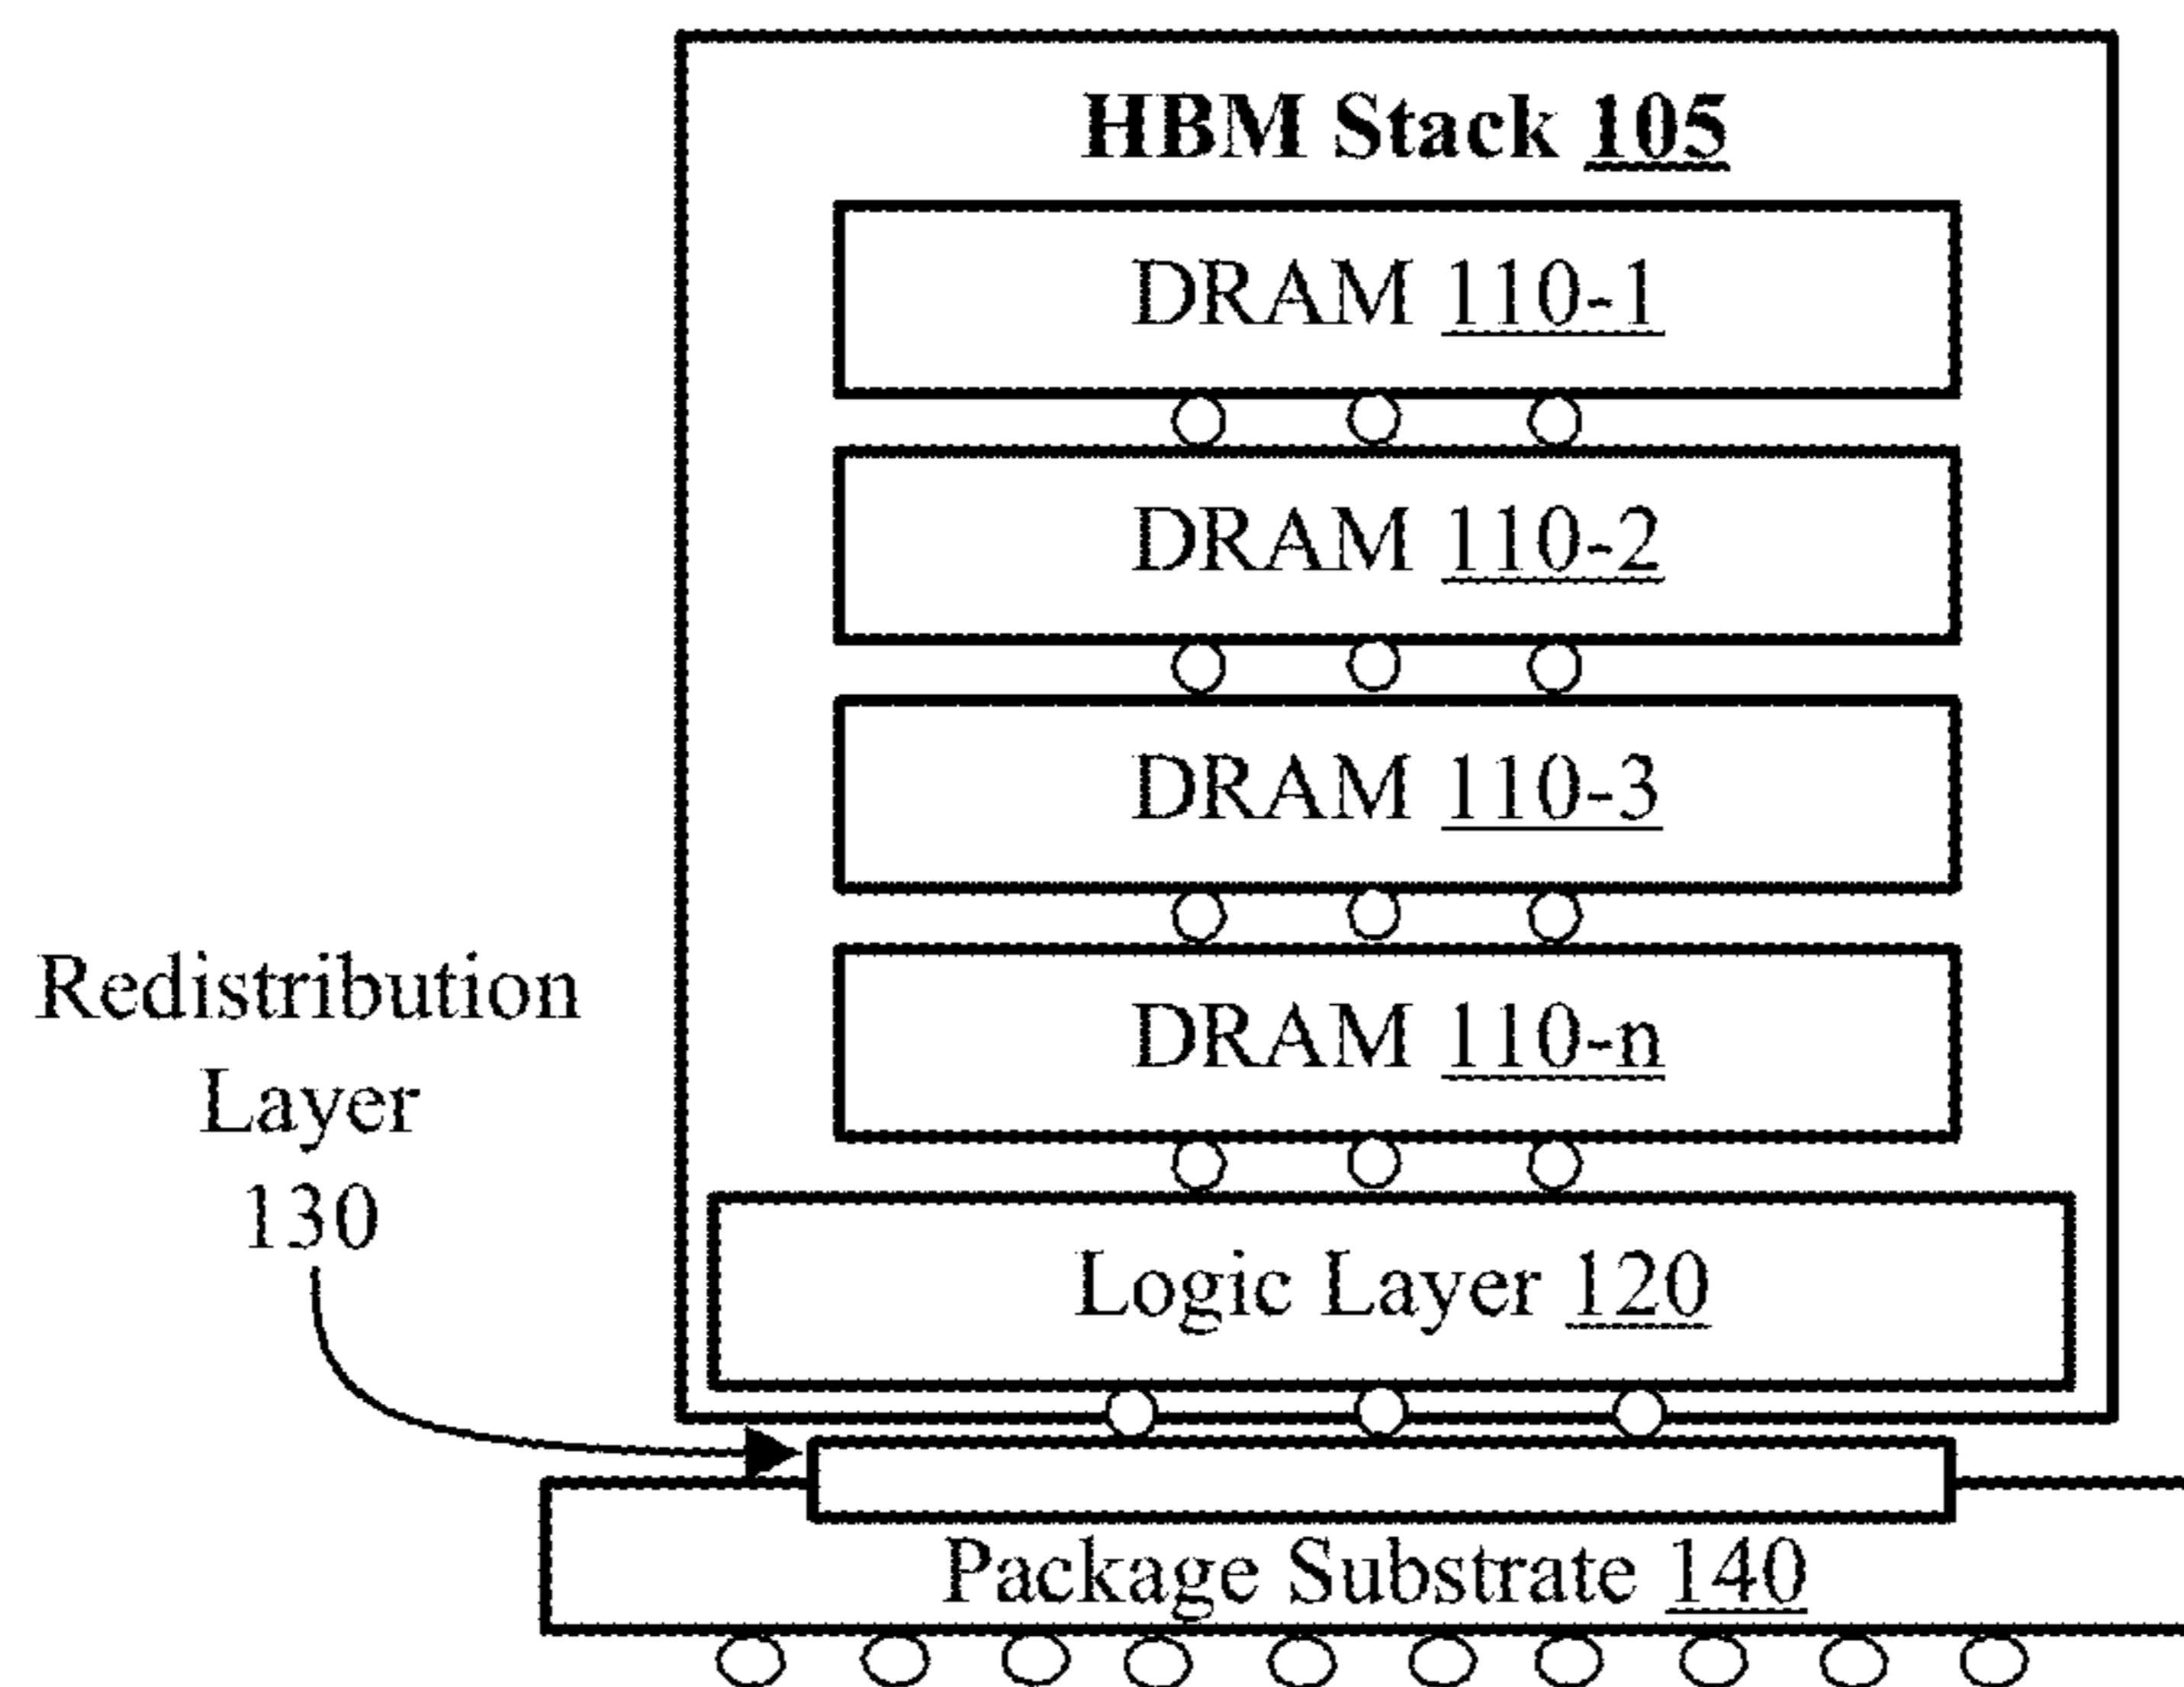 HBM Stack 105
DRAM 110-1
DRAM 110-2
DRAM 110-3
DRAM 110-n
Redistribution
Layer
130
Logic Layer 120
Package Substrate 140